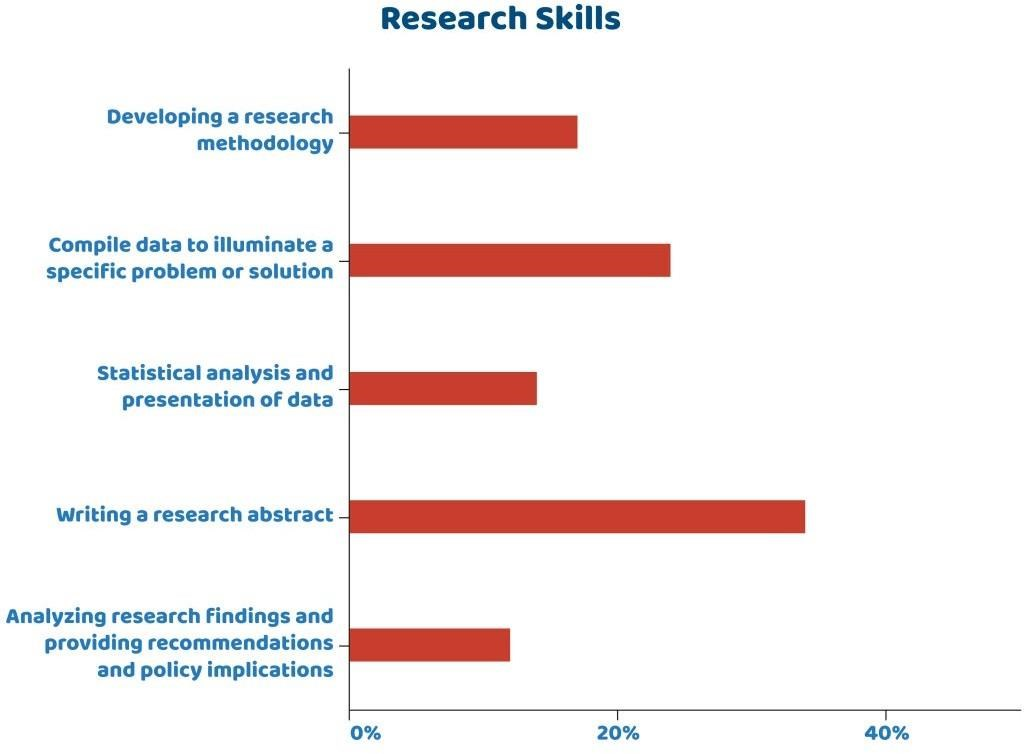 Research Skills
Developing a research
methodology
Compile data to illuminate a
specific problem or solution
Statistical analysis and
presentation of data
Writing a research abstract
Analyzing research findings and
providing recommendations
and policy implications
0% 20% 40%